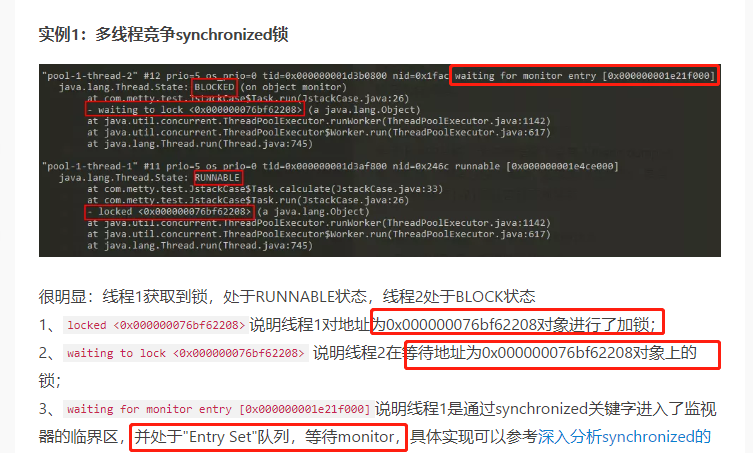 实例1：多线程竞争synchronized锁
"pool-1-thread-2" #12 prio=5 os_prio=0 tid=0x000000001d3b0800 nid=0x1fac waiting for monitor entry [0x000000001e21f000]
java.lang.Thread.State: BLOCKED (on object monitor)
at com.metty.test.JstackCase$Task.run(JstackCase.java:26)
- waiting to lock <0x000000076bf62208> (a java.lang.Object)
at java.util.concurrent.ThreadPoolExecutor.runWorker(ThreadPoolExecutor.java:1142)
at java.util.concurrent.ThreadPoolExecutor$Worker.run(ThreadPoolExecutor.java:617)
at java.lang.Thread.run(Thread.java:745)
"pool-1-thread-1" #11 prio=5 os_prio=0 tid=0x000000001d3af800 nid=0x246c runnable [0x000000001e4ce000]
java.lang.Thread.State: RUNNABLE
at com.metty.test.JstackCase$Task.calculate(JstackCase.java:33)
at com.metty.test.JstackCase$Task.run(JstackCase.java:26)
- locked <0x000000076bf62208> (a java.lang.Object)
at java.util.concurrent.ThreadPoolExecutor.runWorker(ThreadPoolExecutor.java:1142)
at java.util.concurrent.ThreadPoolExecutor$Worker.run(ThreadPoolExecutor.java:617)
at java.lang.Thread.run(Thread.java:745)
很明显：线程1获取到锁，处于RUNNABLE状态，线程2处于BLOCK状态
1、locked <0x000000076bf62208>说明线程1对地址为0x000000076bf62208对象进行了加锁；
2、waiting to lock <0x000000076bf62208> 说明线程2在等待地址为0x000000076bf62208对象上的
锁；
3、waiting for monitor entry [0x000000001e21f000]说明线程1是通过synchronized关键字进入了监视
器的临界区，并处于"Entry Set"队列，等待monitor，具体实现可以参考深入分析synchronized的